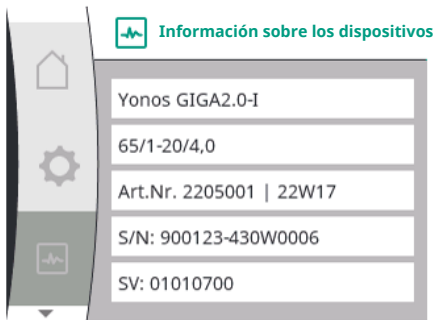 Información sobre los dispositivos
Yonos GIGA2.0-I
65/1-20/4,0
Art.Nr. 2205001 | 22W17
S/N: 900123-430W0006
SV: 01010700